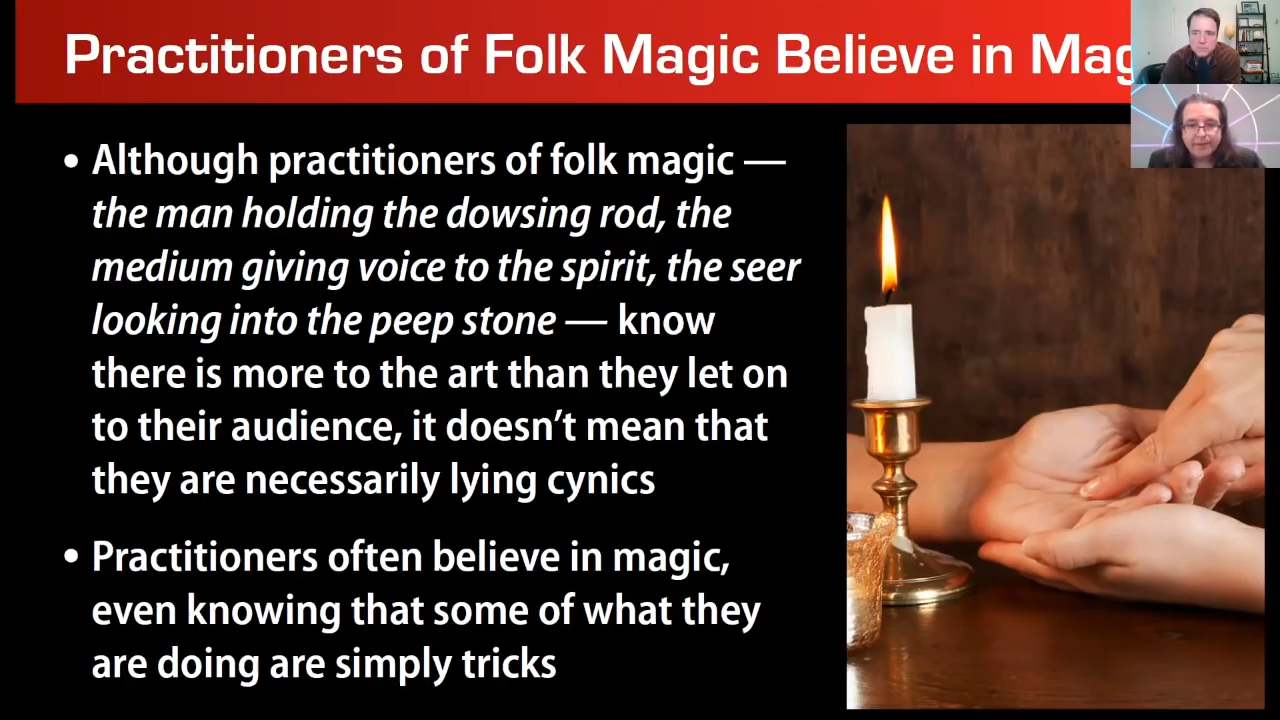 Practitioners of Folk Magic Believe in Mag
• Although practitioners of folk magic —
the man holding the dowsing rod, the
medium giving voice to the spirit, the seer
looking into the peep stone — know
there is more to the art than they let on
to their audience, it doesn’t mean that
they are necessarily lying cynics
• Practitioners often believe in magic,
even knowing that some of what they
are doing are simply tricks